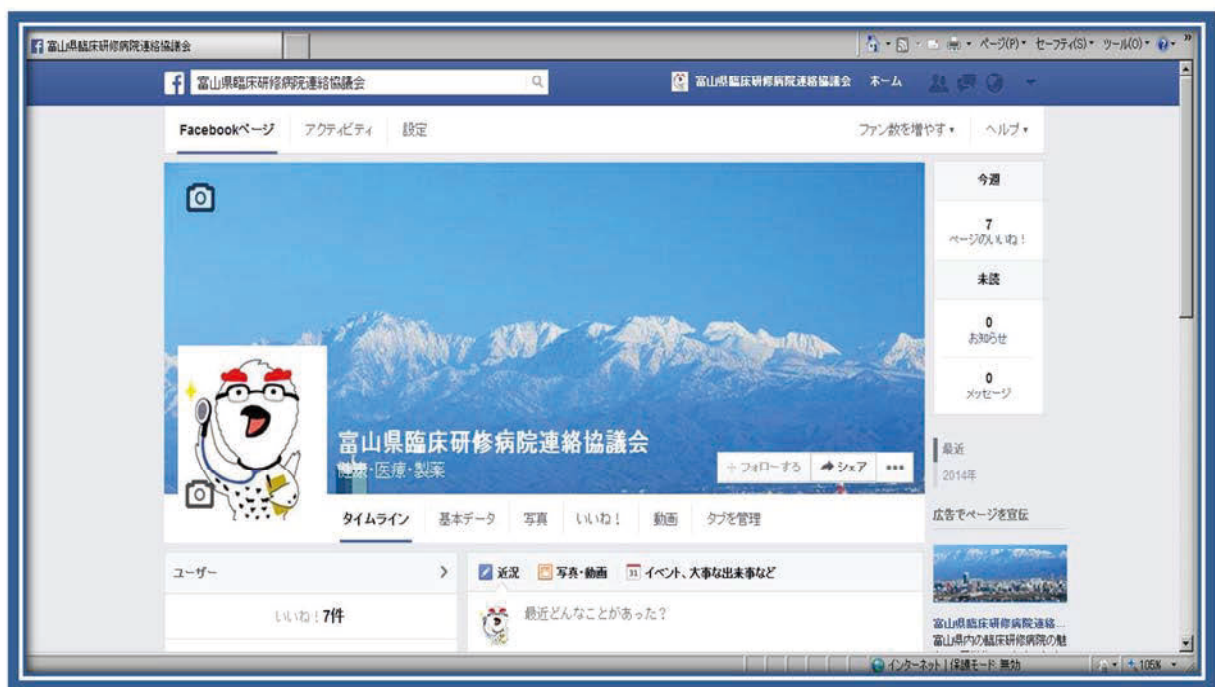 富山県臨床研修病院連絡協議会
ページ(P)▼ セーフティ(S)▼ ツール(O)▼
富山県臨床研修病院連絡協議会
富山県臨床研修病院連絡協議会 ホーム
Facebookページ アクティビティ 設定
ファン数を増やす▼ ヘルプ▼
今週
7
ページのいいね!
未読
0
お知らせ
0
メッセージ
富山県臨床研修病院連絡協議会
健康・医療・製薬
+ フォローする シェア •••
最近
2014年
タイムライン 基本データ 写真 いいね! 動画 タブを管理
広告でページを宣伝
ユーザー
いいね!7件
近況 写真・動画 31 イベント、大事な出来事など
最近どんなことがあった?
富山県臨床研修病院連絡...
富山県内の臨床研修病院の魅
インターネット | 保護モード: 無効
105%